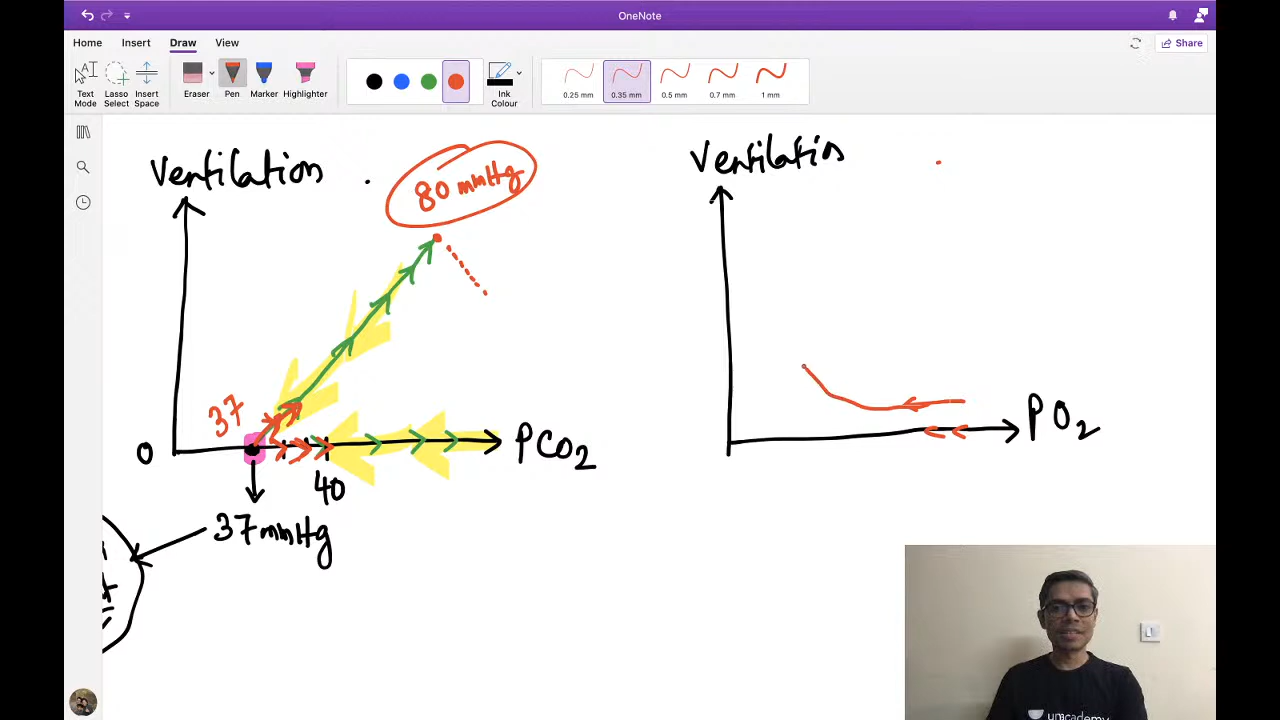 OneNote
Home Insert Draw View
Share
Text Mode
Lasso Select
Insert Space
Eraser
Pen
Marker
Highlighter
Ink Colour
0.25 mm
0.35 mm
0.5 mm
0.7 mm
1 mm
Ventilation
80 mmHg
37
0
40
PCO2
37mmHg
Ventilatis
PO2
unacademy